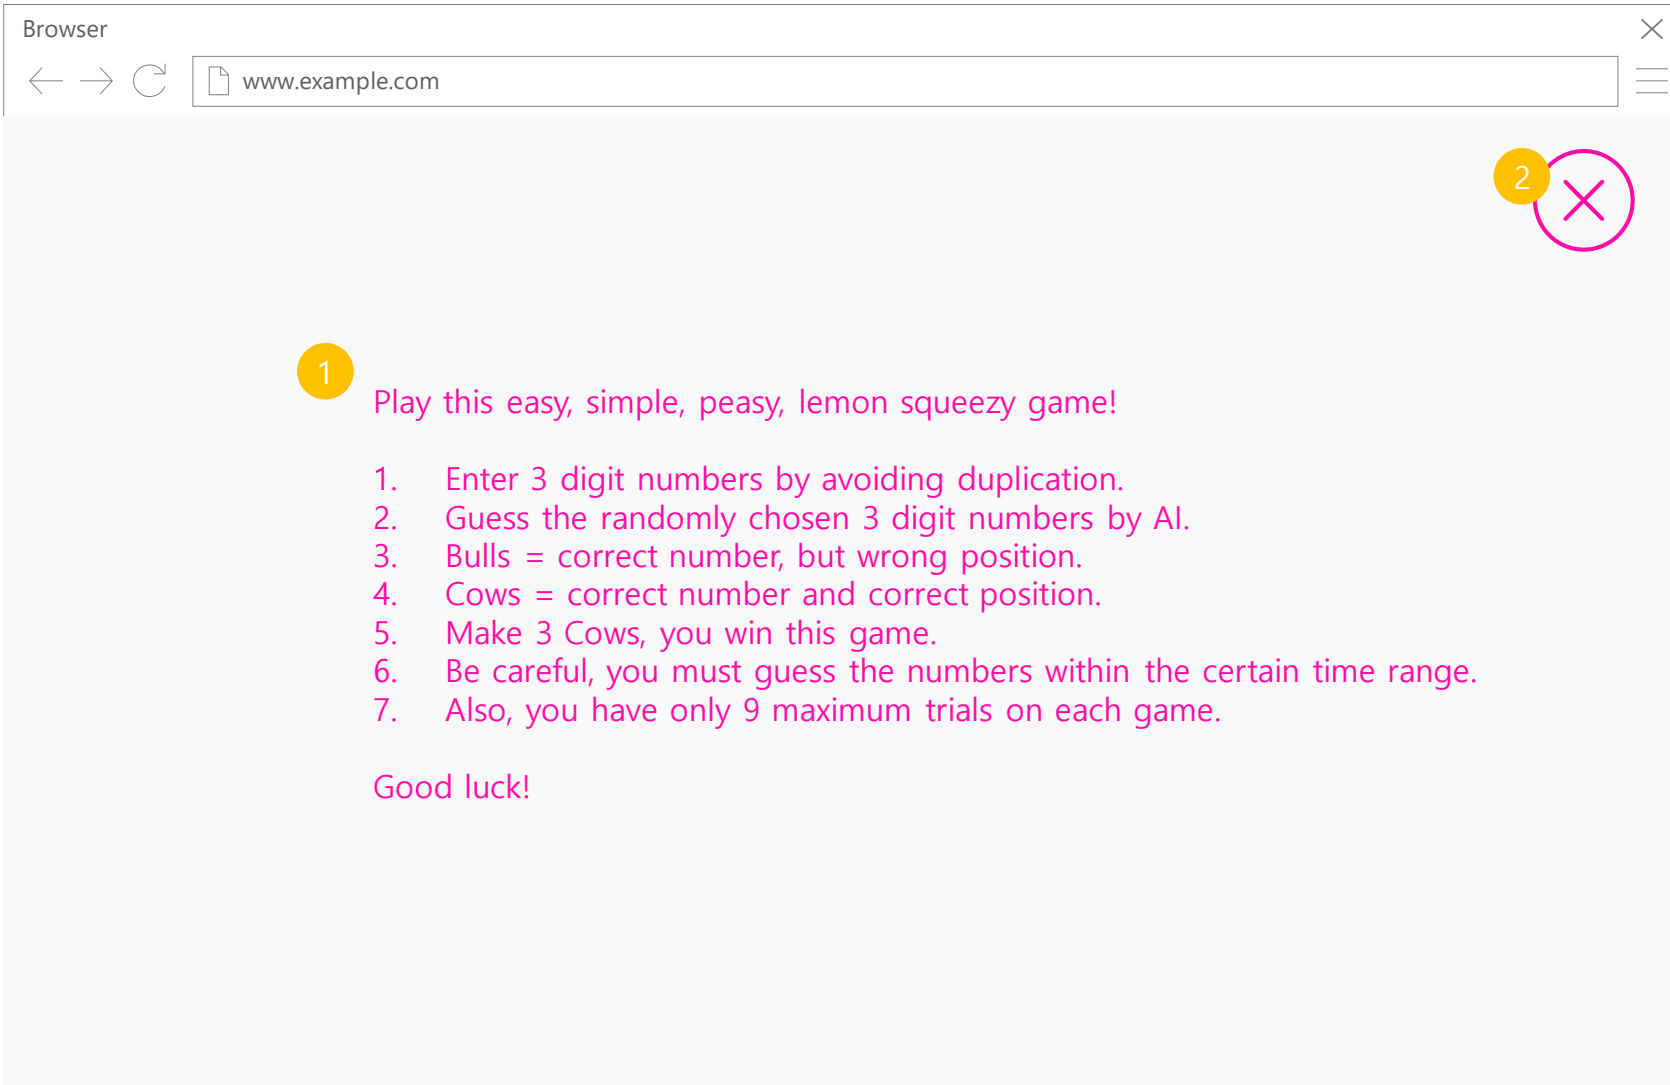 Browser
www.example.com
2
1
Play this easy, simple, peasy, lemon squeezy game!
1. Enter 3 digit numbers by avoiding duplication.
2. Guess the randomly chosen 3 digit numbers by AI.
3. Bulls = correct number, but wrong position.
4. Cows = correct number and correct position.
5. Make 3 Cows, you win this game.
6. Be careful, you must guess the numbers within the certain time range.
7. Also, you have only 9 maximum trials on each game.
Good luck!